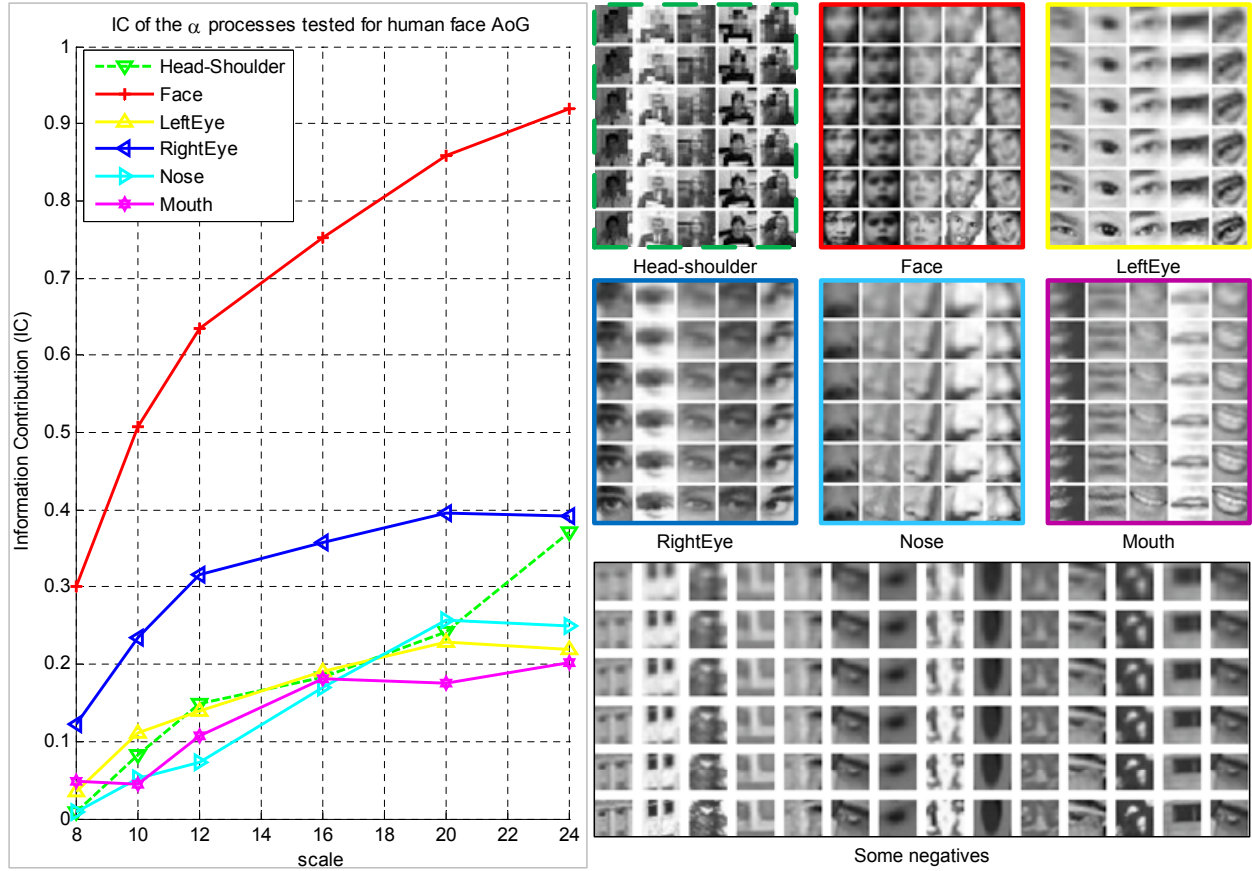 IC of the α processes tested for human face AoG
Head-Shoulder
Face
LeftEye
RightEye
Nose
Mouth
Information Contribution (IC)
1
0.9
0.8
0.7
0.6
0.5
0.4
0.3
0.2
0.1
0
8 10 12 14 16 18 20 22 24
scale
Head-shoulder Face LeftEye
RightEye Nose Mouth
Some negatives